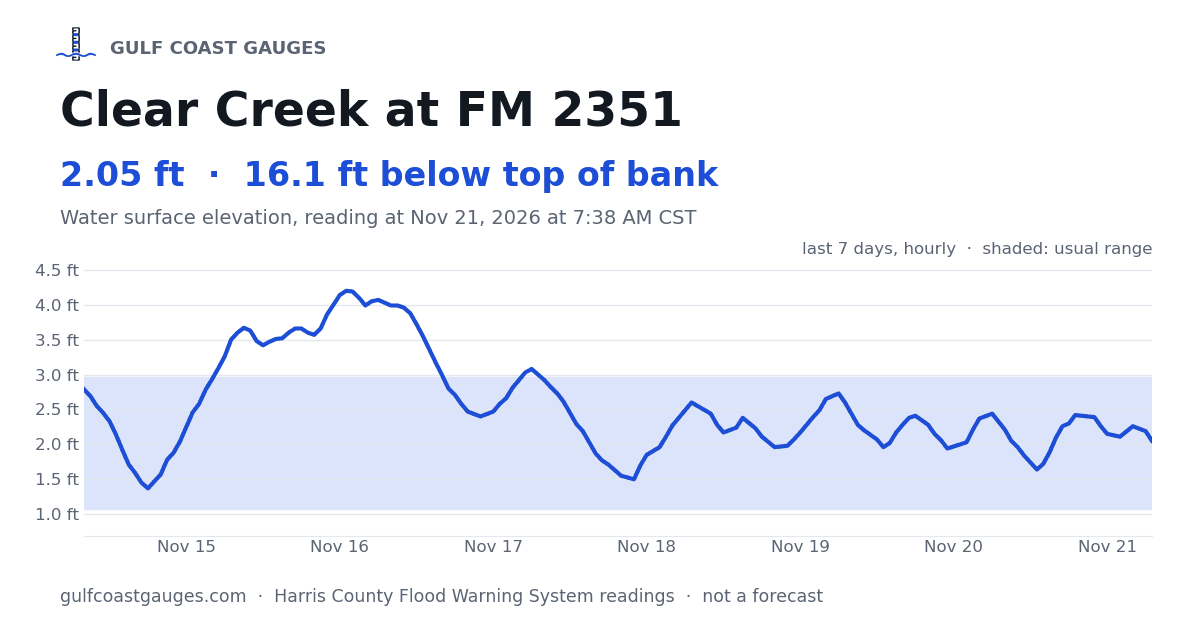 GULF COAST GAUGES
Clear Creek at FM 2351
2.05 ft · 16.1 ft below top of bank
Water surface elevation, reading at Nov 21, 2026 at 7:38 AM CST
last 7 days, hourly · shaded: usual range
4.5 ft
4.0 ft
3.5 ft
3.0 ft
2.5 ft
2.0 ft
1.5 ft
1.0 ft
Nov 15 Nov 16 Nov 17 Nov 18 Nov 19 Nov 20 Nov 21
gulfcoastgauges.com · Harris County Flood Warning System readings · not a forecast